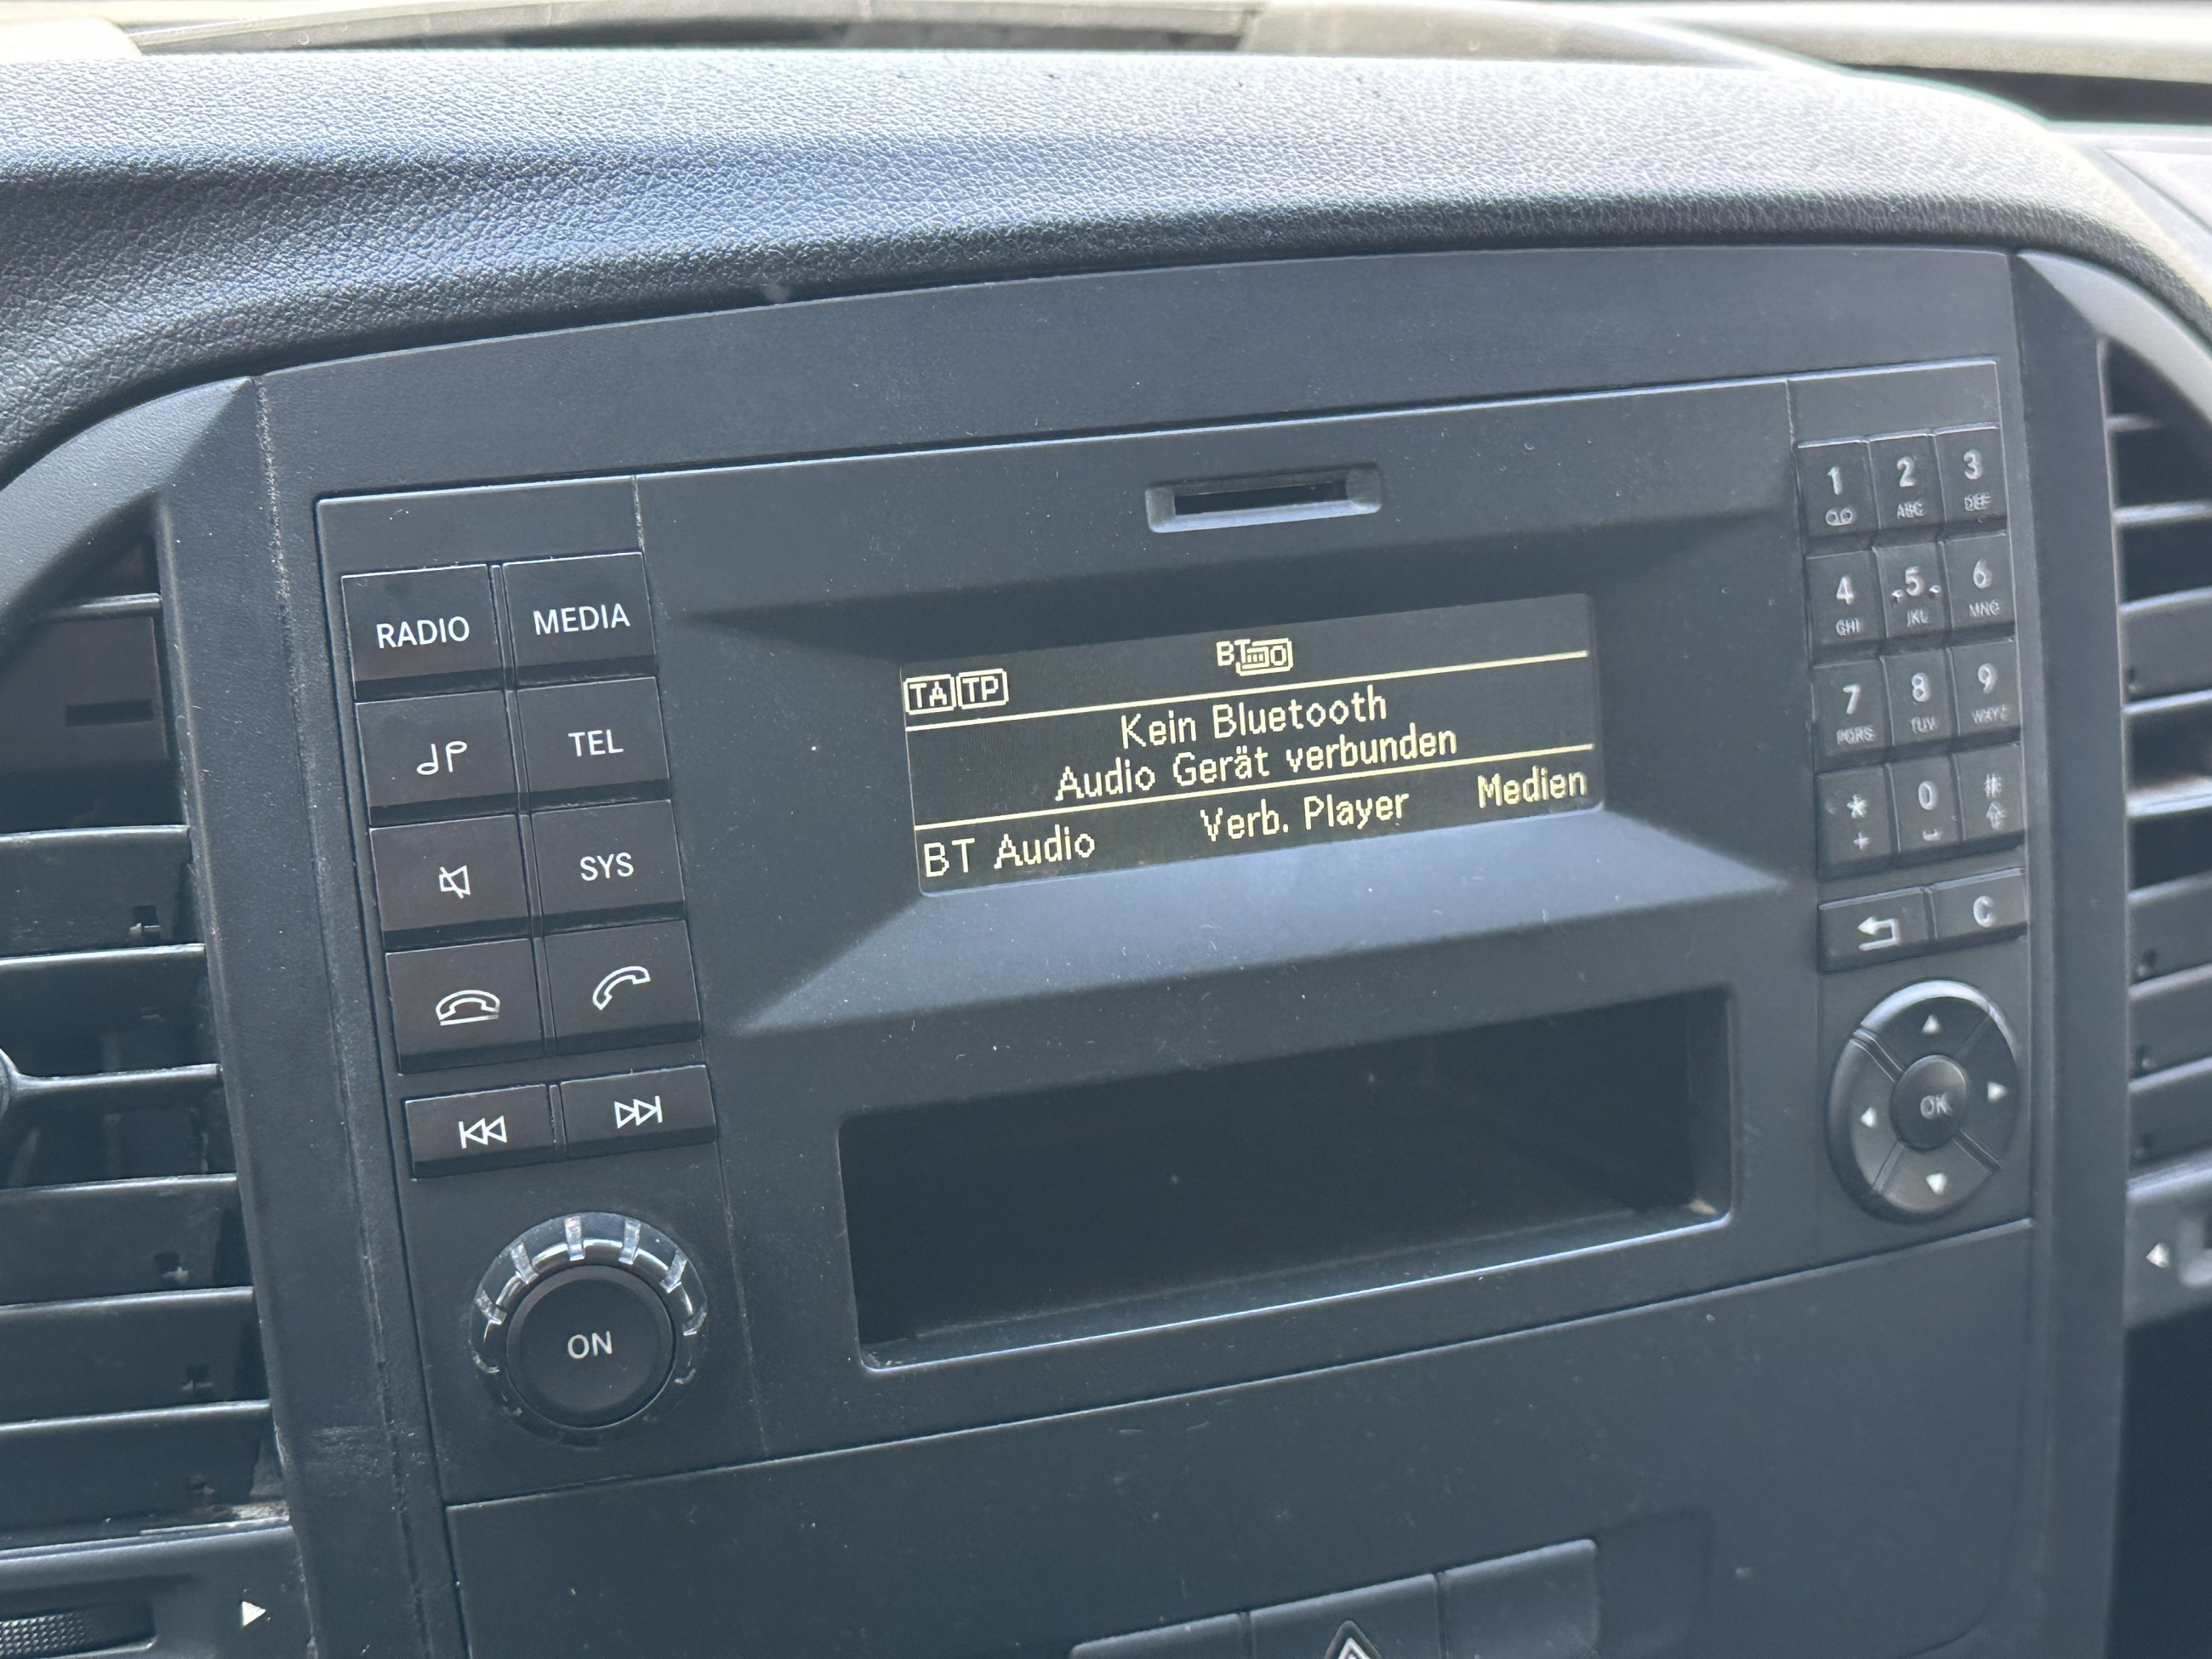 RADIO MEDIA
TEL
SYS
ON
BT
TA TP
Kein Bluetooth
Audio Gerät verbunden
BT Audio Verb. Player Medien
1 2 3
ABC DEF
4 5 6
GHI JKL MNO
7 8 9
PQRS TUV WXYZ
* 0 #
+
C
OK